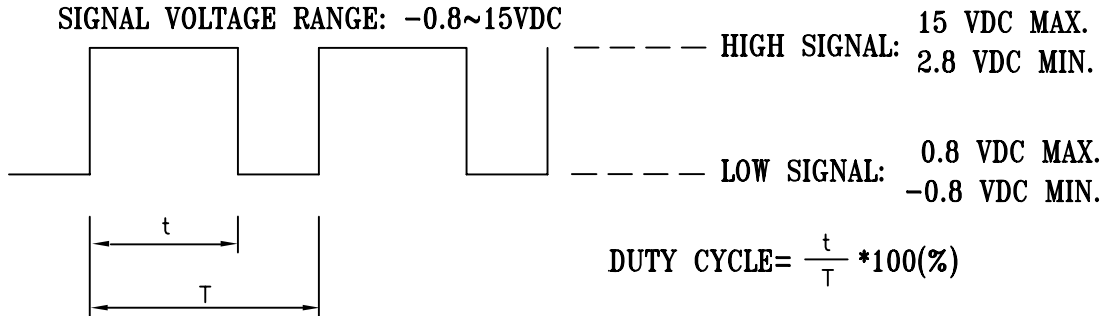 SIGNAL VOLTAGE RANGE: -0.8~15VDC
HIGH SIGNAL: 15 VDC MAX.
2.8 VDC MIN.
LOW SIGNAL: 0.8 VDC MAX.
-0.8 VDC MIN.
t
T
DUTY CYCLE= t/T *100(%)